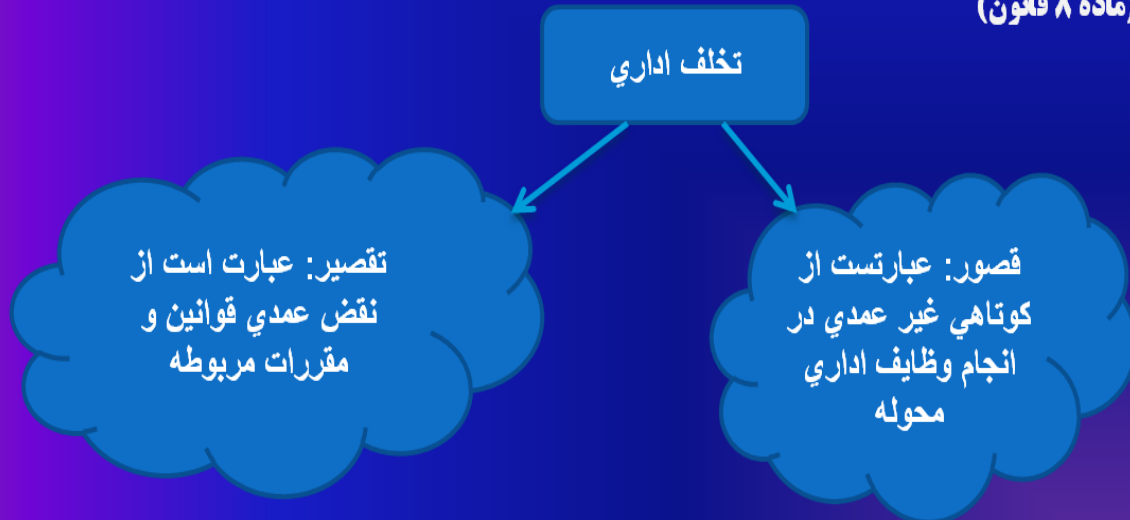 (ماده ۸ قانون)
تخلف اداري
قصور: عبارتست از
كوتاهي غير عمدي در
انجام وظايف اداري
محوله
تقصير: عبارت است از
نقض عمدي قوانين و
مقررات مربوطه